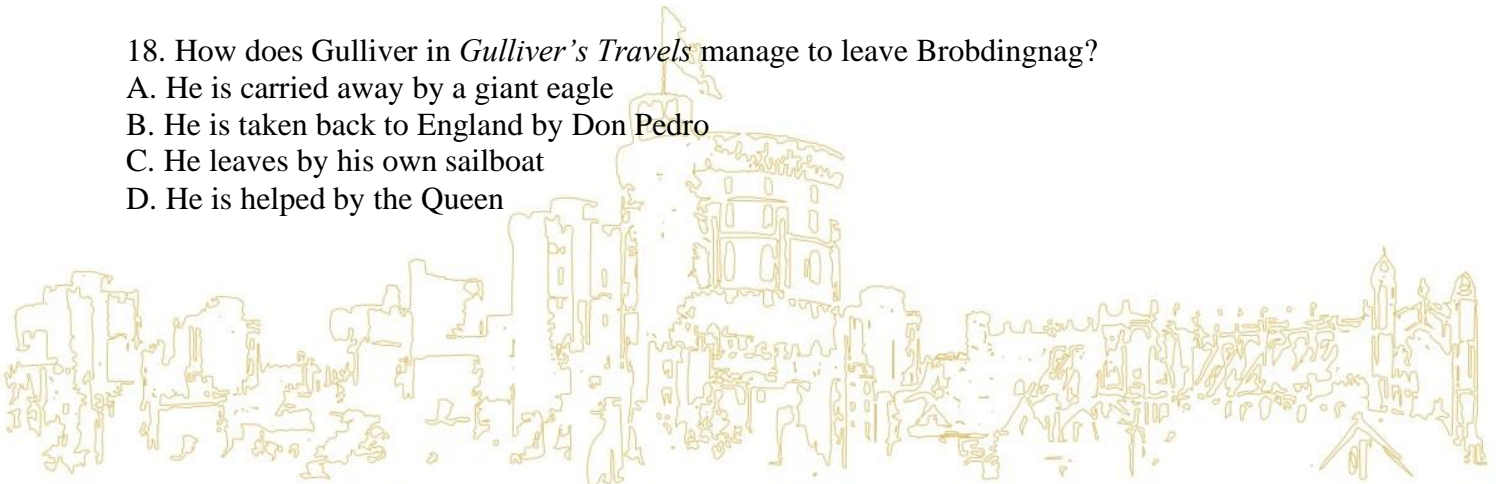 18. How does Gulliver in Gulliver’s Travels manage to leave Brobdingnag?
A. He is carried away by a giant eagle
B. He is taken back to England by Don Pedro
C. He leaves by his own sailboat
D. He is helped by the Queen